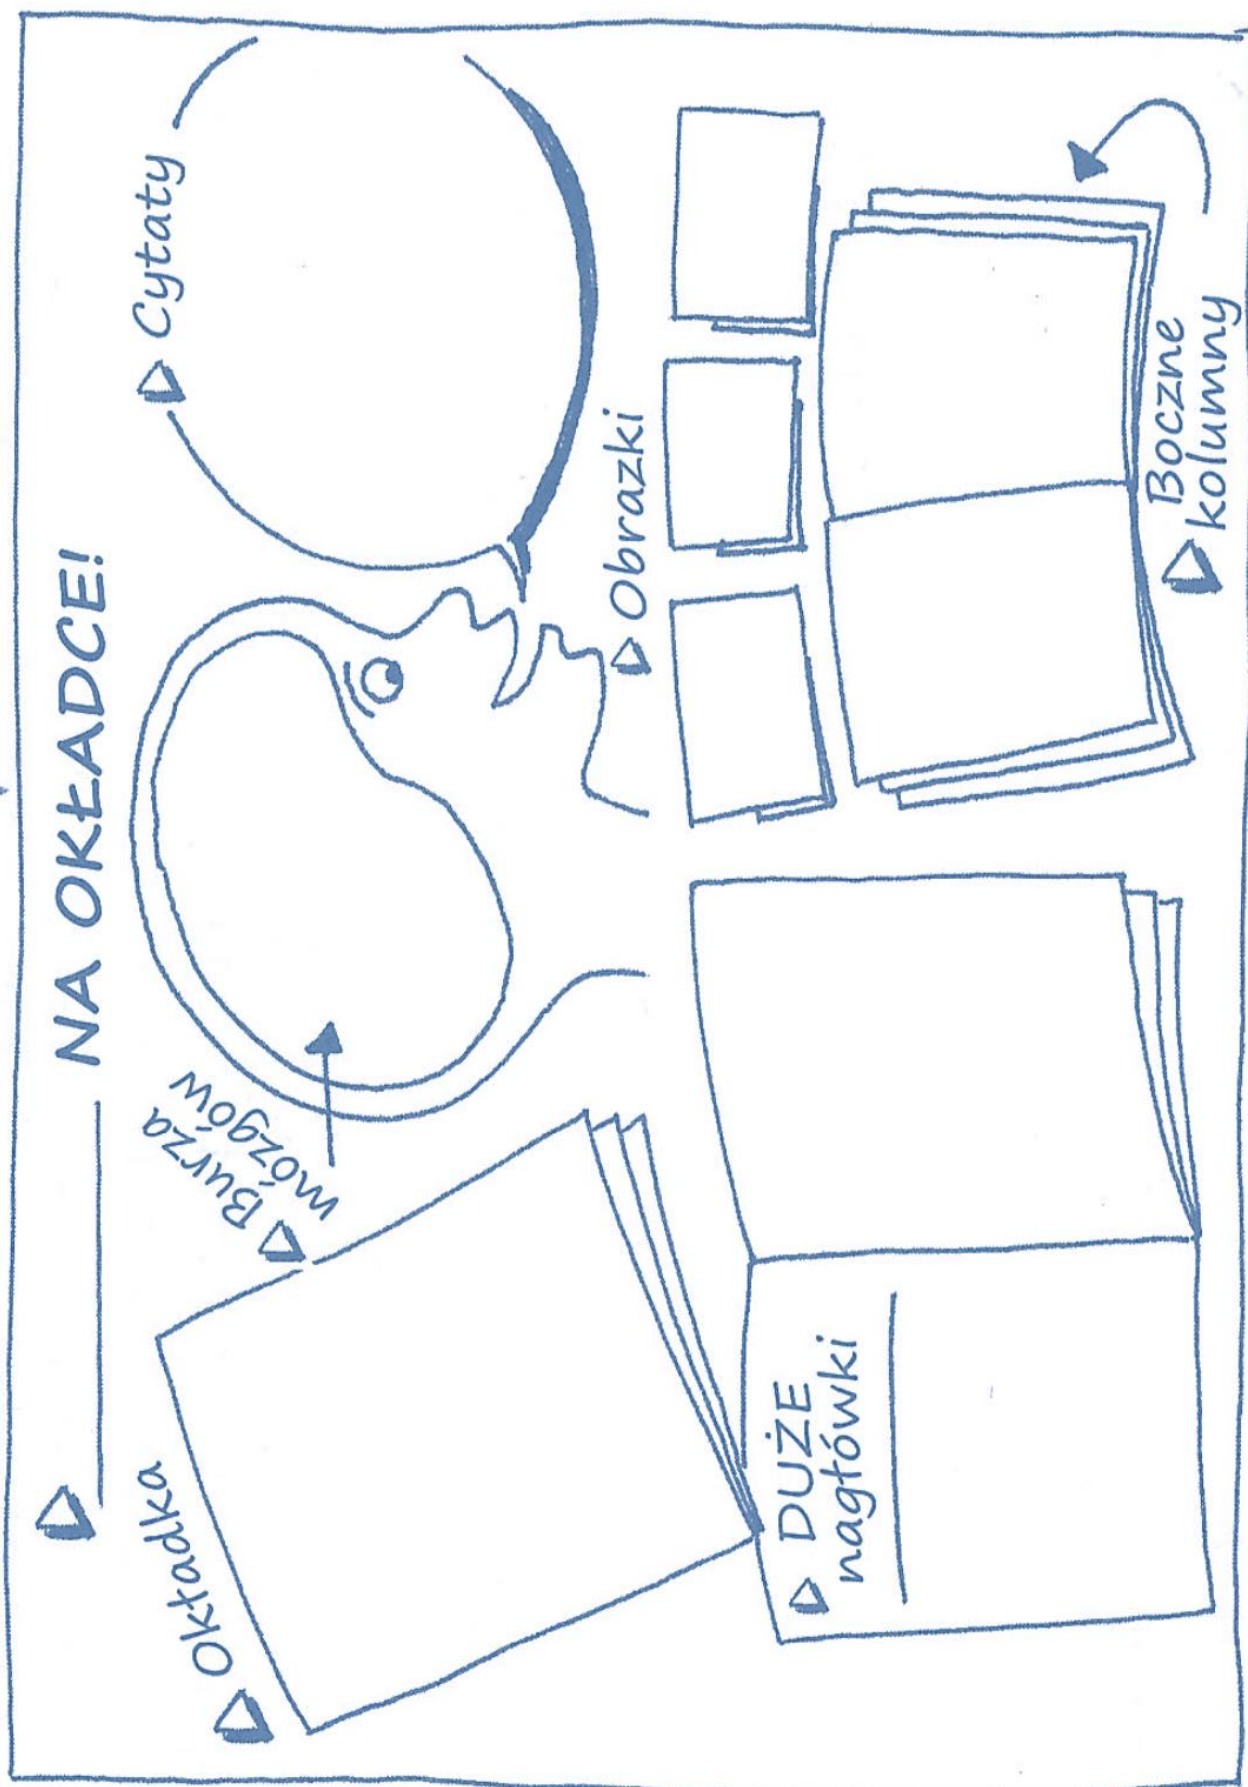 NA OKŁADCE!
Okładka
Burza
mózgów
Cytaty
DUŻE
nagłówki
Obrazki
Boczne
kolumny